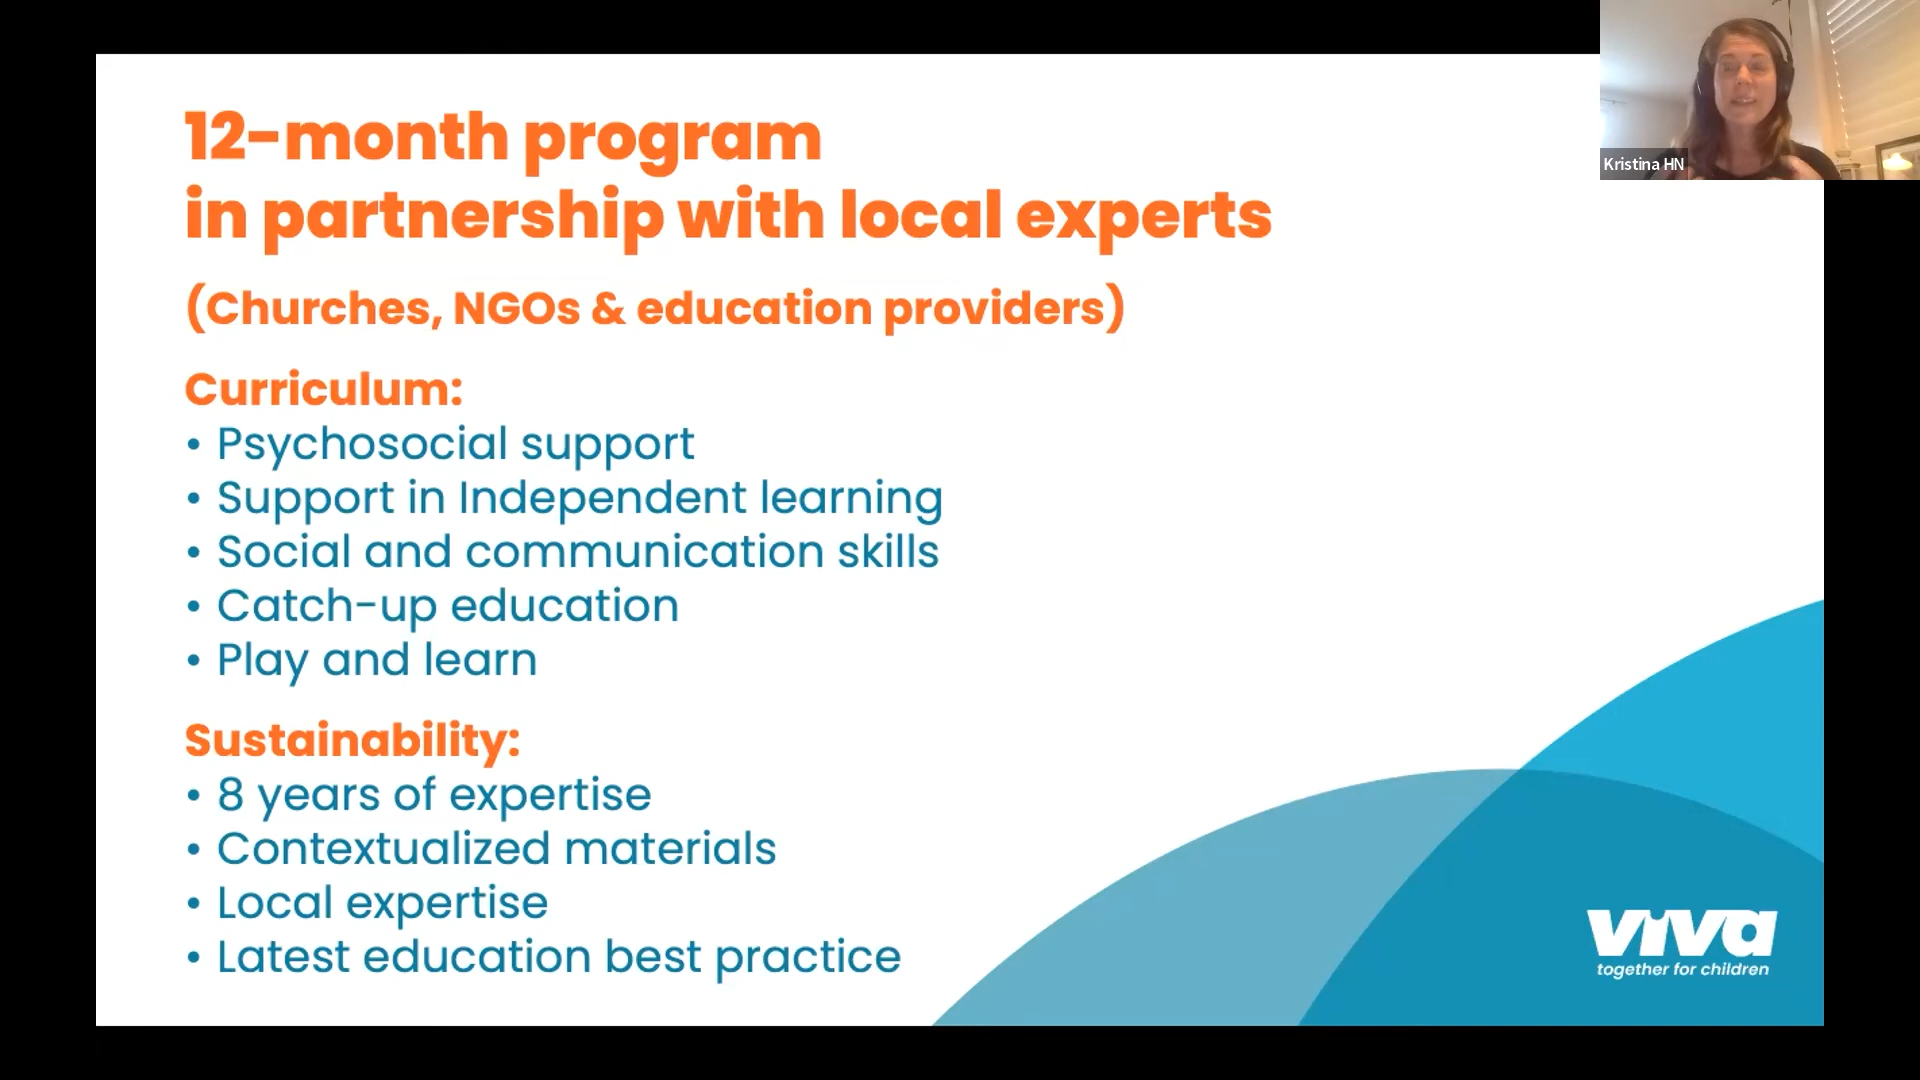 12-month program
in partnership with local experts
(Churches, NGOs & education providers)
Curriculum:
• Psychosocial support
• Support in Independent learning
• Social and communication skills
• Catch-up education
• Play and learn
Sustainability:
• 8 years of expertise
• Contextualized materials
• Local expertise
• Latest education best practice
viva
together for children
Kristina HN